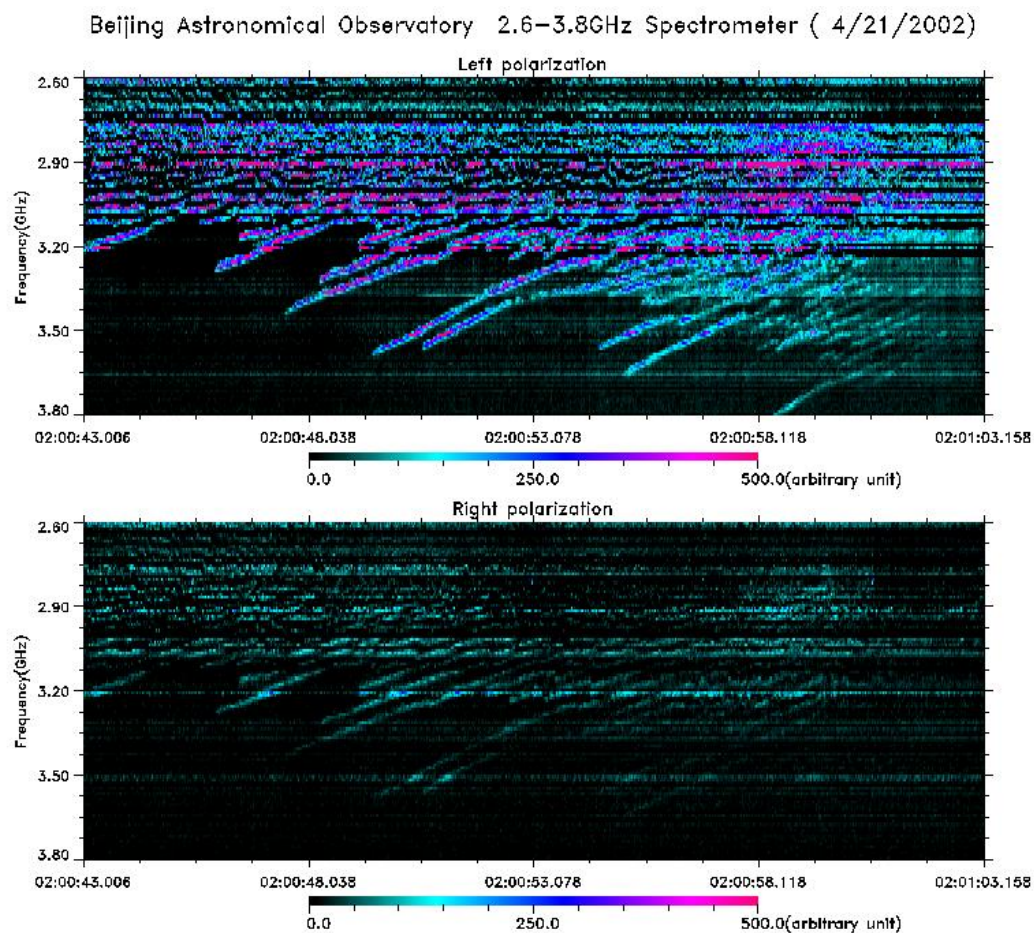 Beijing Astronomical Observatory 2.6-3.8GHz Spectrometer ( 4/21/2002)
Left polarization
Frequency(GHz)
2.60
2.90
3.20
3.50
3.80
02:00:43.006 02:00:48.038 02:00:53.078 02:00:58.118 02:01:03.158
0.0 250.0 500.0(arbitrary unit)
Right polarization
Frequency(GHz)
2.60
2.90
3.20
3.50
3.80
02:00:43.006 02:00:48.038 02:00:53.078 02:00:58.118 02:01:03.158
0.0 250.0 500.0(arbitrary unit)